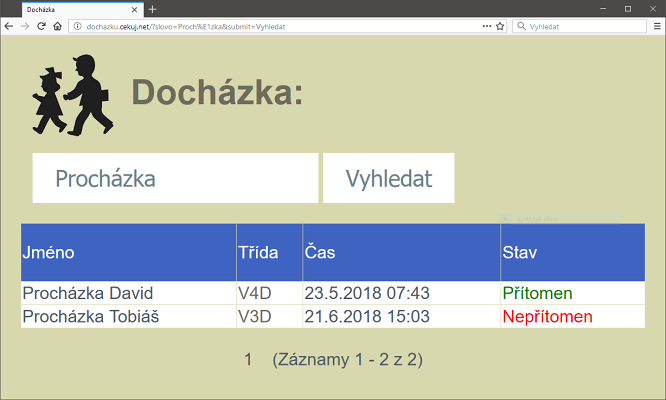 Docházka
dochazku.cekuj.net/?slovo=Proch%E1zka&submit=Vyhledat
Vyhledat
Docházka:
Procházka
Vyhledat
Jméno Třída Čas Stav
Procházka David V4D 23.5.2018 07:43 Přítomen
Procházka Tobiáš V3D 21.6.2018 15:03 Nepřítomen
1 (Záznamy 1 - 2 z 2)